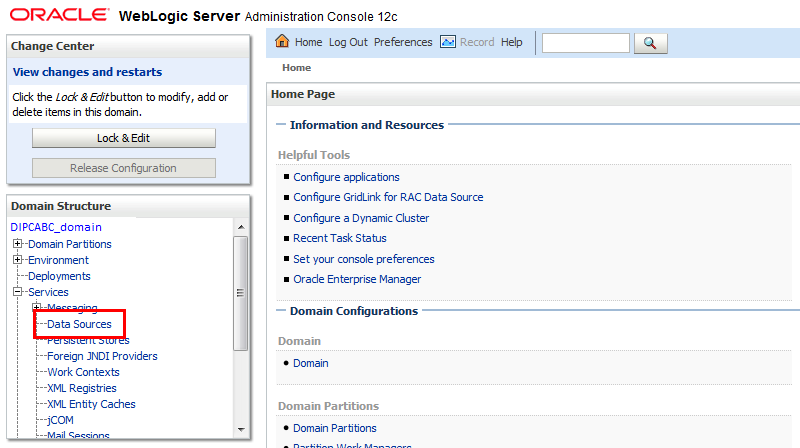 ORACLE WebLogic Server Administration Console 12c
Change Center
View changes and restarts
Click the Lock & Edit button to modify, add or
delete items in this domain.
Lock & Edit
Release Configuration
Domain Structure
DIPCABC_domain
Domain Partitions
Environment
Deployments
Services
Messaging
Data Sources
Persistent Stores
Foreign JNDI Providers
Work Contexts
XML Registries
XML Entity Caches
jCOM
Mail Sessions
Home Log Out Preferences Record Help
Home
Home Page
Information and Resources
Helpful Tools
Configure applications
Configure GridLink for RAC Data Source
Configure a Dynamic Cluster
Recent Task Status
Set your console preferences
Oracle Enterprise Manager
Domain Configurations
Domain
Domain
Domain Partitions
Domain Partitions
Partition Work Managers